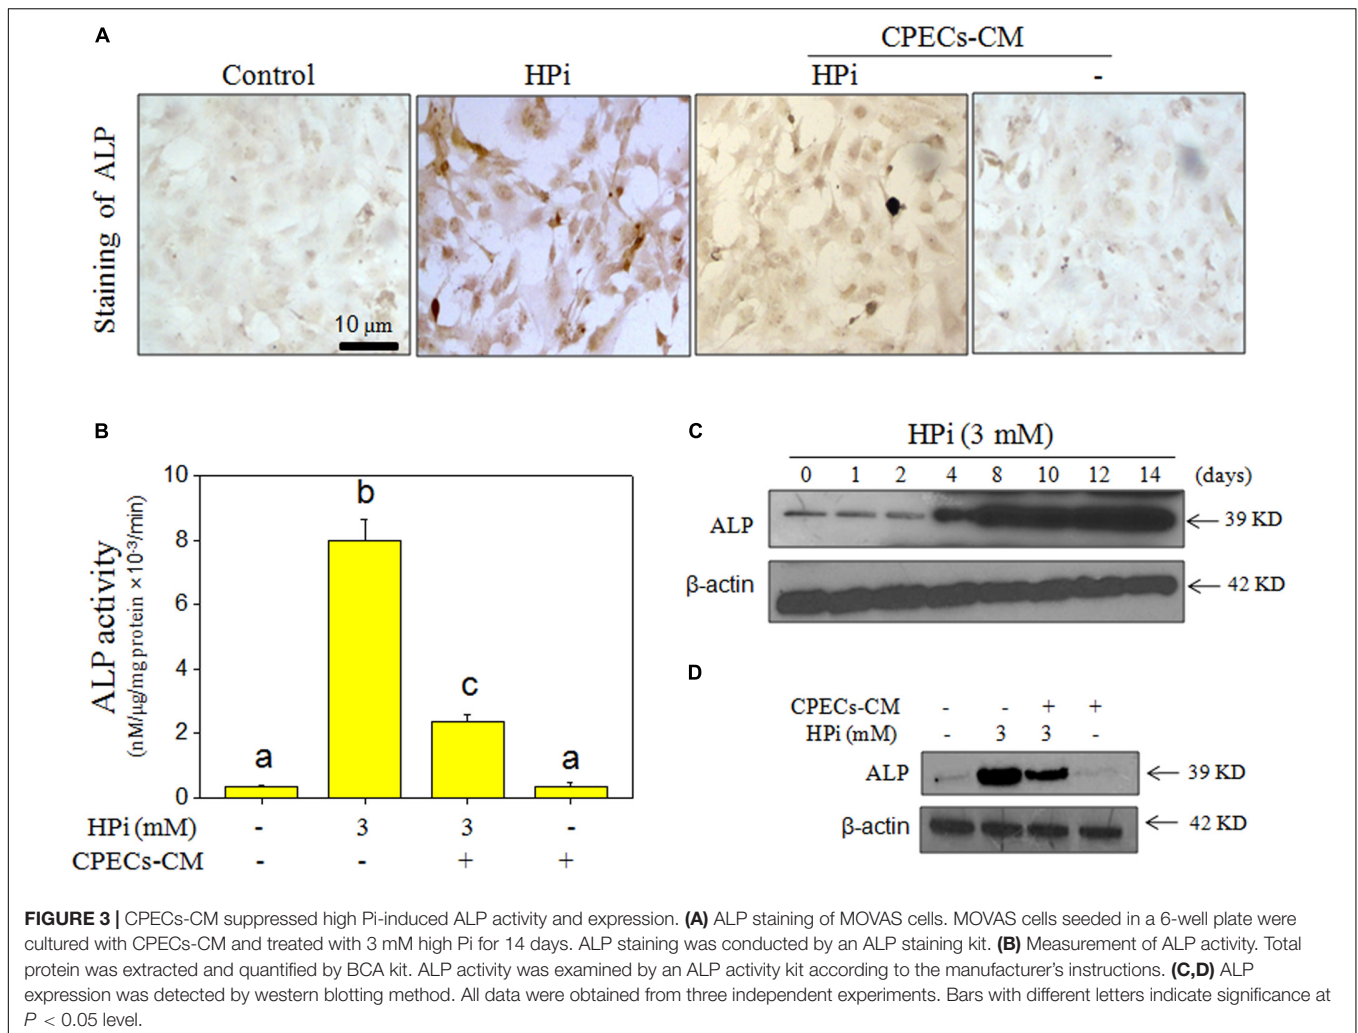 A
CPECs-CM
Control HPi HPi -
Staining of ALP
10 µm
B
10
8
6
4
2
0
ALP activity
(nM/µg/mg protein ×10⁻³/min)
a b c a
HPi (mM) - 3 3 -
CPECs-CM - - + +
C
HPi (3 mM)
0 1 2 4 8 10 12 14 (days)
ALP 39 KD
β-actin 42 KD
D
CPECs-CM - - + +
HPi (mM) - 3 3 -
ALP 39 KD
β-actin 42 KD
FIGURE 3 | CPECs-CM suppressed high Pi-induced ALP activity and expression. (A) ALP staining of MOVAS cells. MOVAS cells seeded in a 6-well plate were
cultured with CPECs-CM and treated with 3 mM high Pi for 14 days. ALP staining was conducted by an ALP staining kit. (B) Measurement of ALP activity. Total
protein was extracted and quantified by BCA kit. ALP activity was examined by an ALP activity kit according to the manufacturer's instructions. (C,D) ALP
expression was detected by western blotting method. All data were obtained from three independent experiments. Bars with different letters indicate significance at
P < 0.05 level.